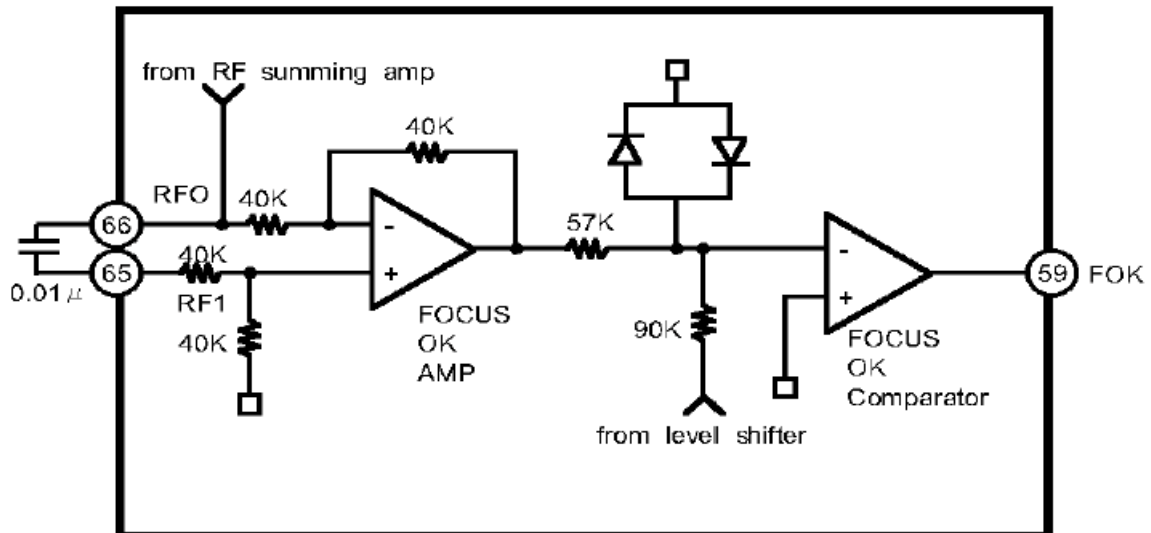 from RF summing amp
40K
RFO
40K
66
57K
65
40K
0.01 μ
RF1
40K
-
+
FOCUS
OK
AMP
90K
-
+
FOCUS
OK
Comparator
59
FOK
from level shifter